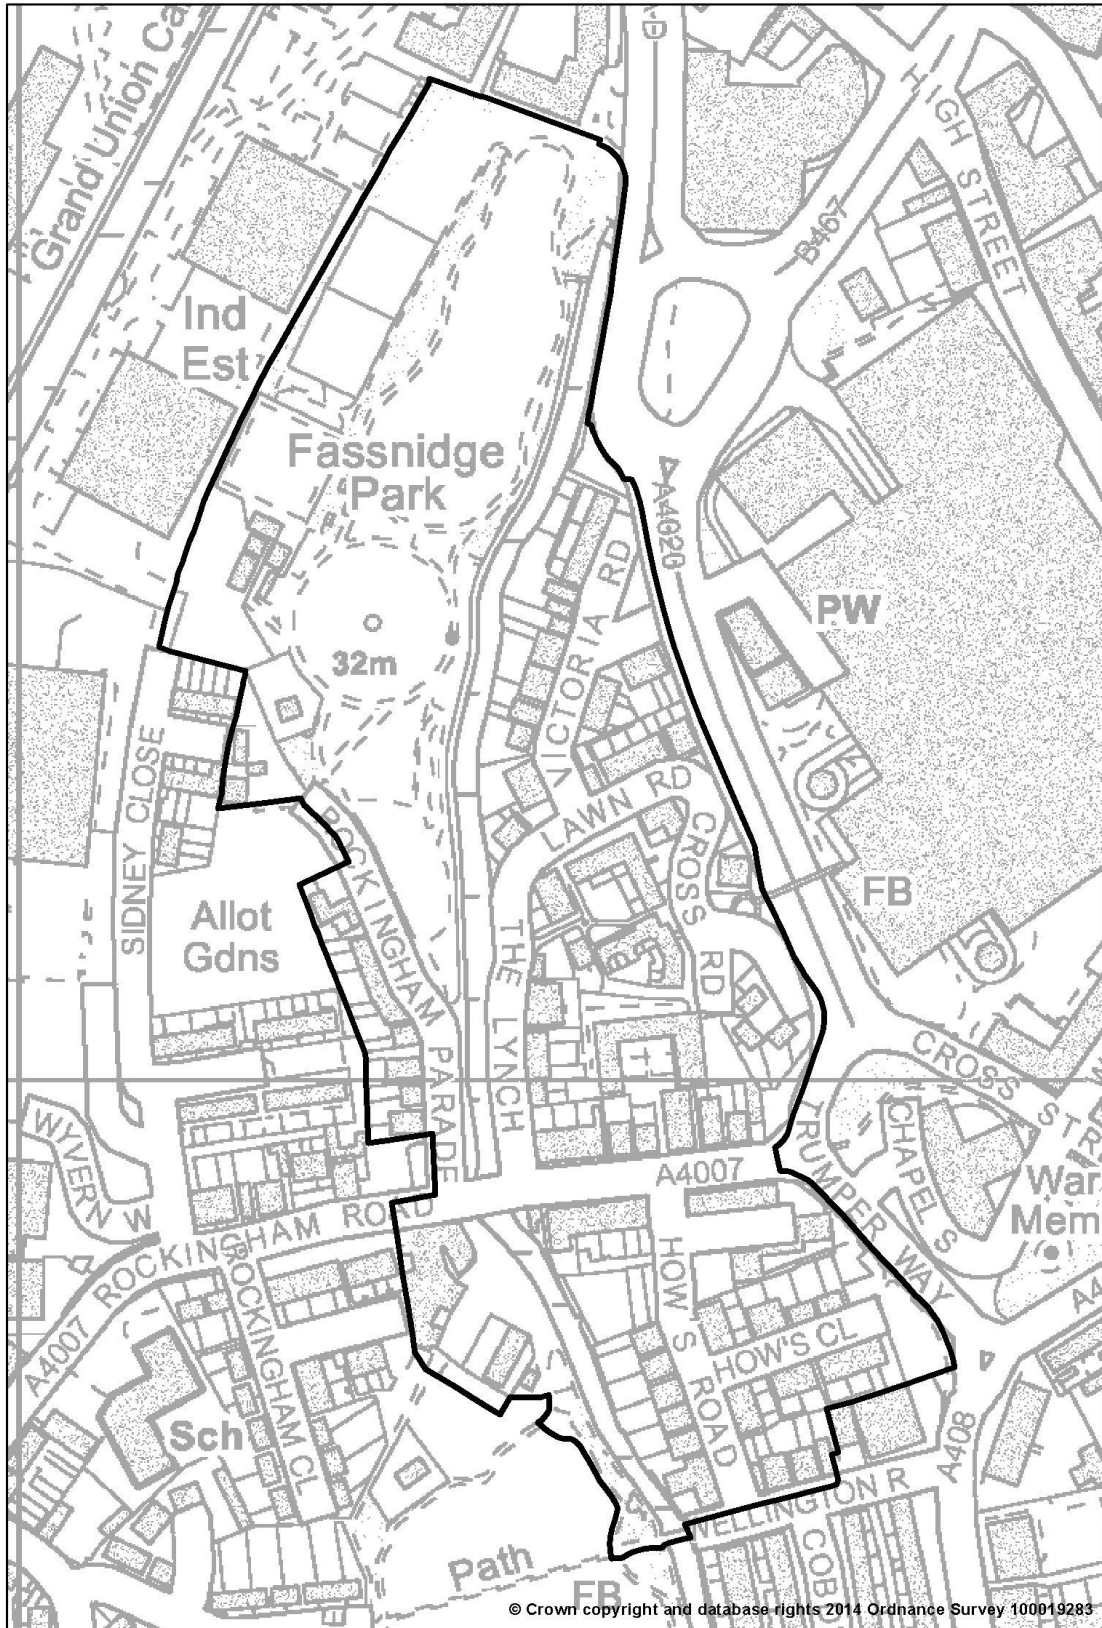 Grand Union Ca
HIGH STREET
B467
Ind
Est
Fassnidge
Park
A4020
VICTORIA RD
PW
32m
LAWN RD
CROSS RD
SIDNEY CLOSE
ROCKINGHAM PARADE
FB
Allot
Gdns
THE LYNCH
CROSS STRE
CHAPEL S
WYVERN W
A4007
TRUMPER WAY
War
Mem
A4007 ROCKINGHAM ROAD
ROCKINGHAM CL
HOW S ROAD
HOW'S CL
A4
Sch
A408
WELLINGTON R
Path
FB
COB
© Crown copyright and database rights 2014 Ordnance Survey 100019283